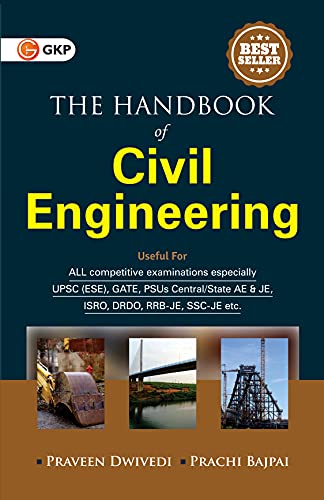 GKP
BEST
SELLER
THE HANDBOOK
of
Civil
Engineering
Useful For
ALL competitive examinations especially
UPSC (ESE), GATE, PSUs Central/State AE & JE,
ISRO, DRDO, RRB-JE, SSC-JE etc.
▪ PRAVEEN DWIVEDI ▪ PRACHI BAJPAI